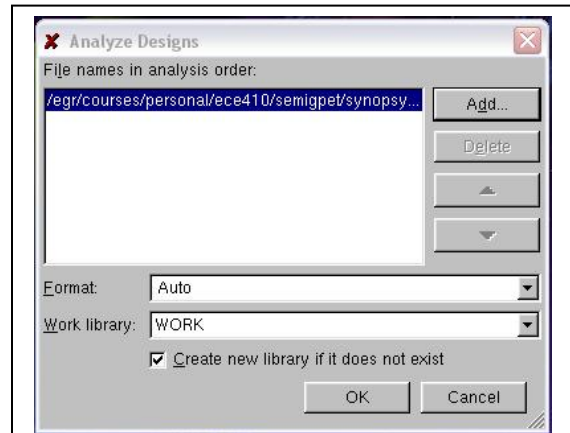 Analyze Designs
File names in analysis order:
/egr/courses/personal/ece410/semigpet/synopsy...
Add...
Delete
Format: Auto
Work library: WORK
Create new library if it does not exist
OK Cancel